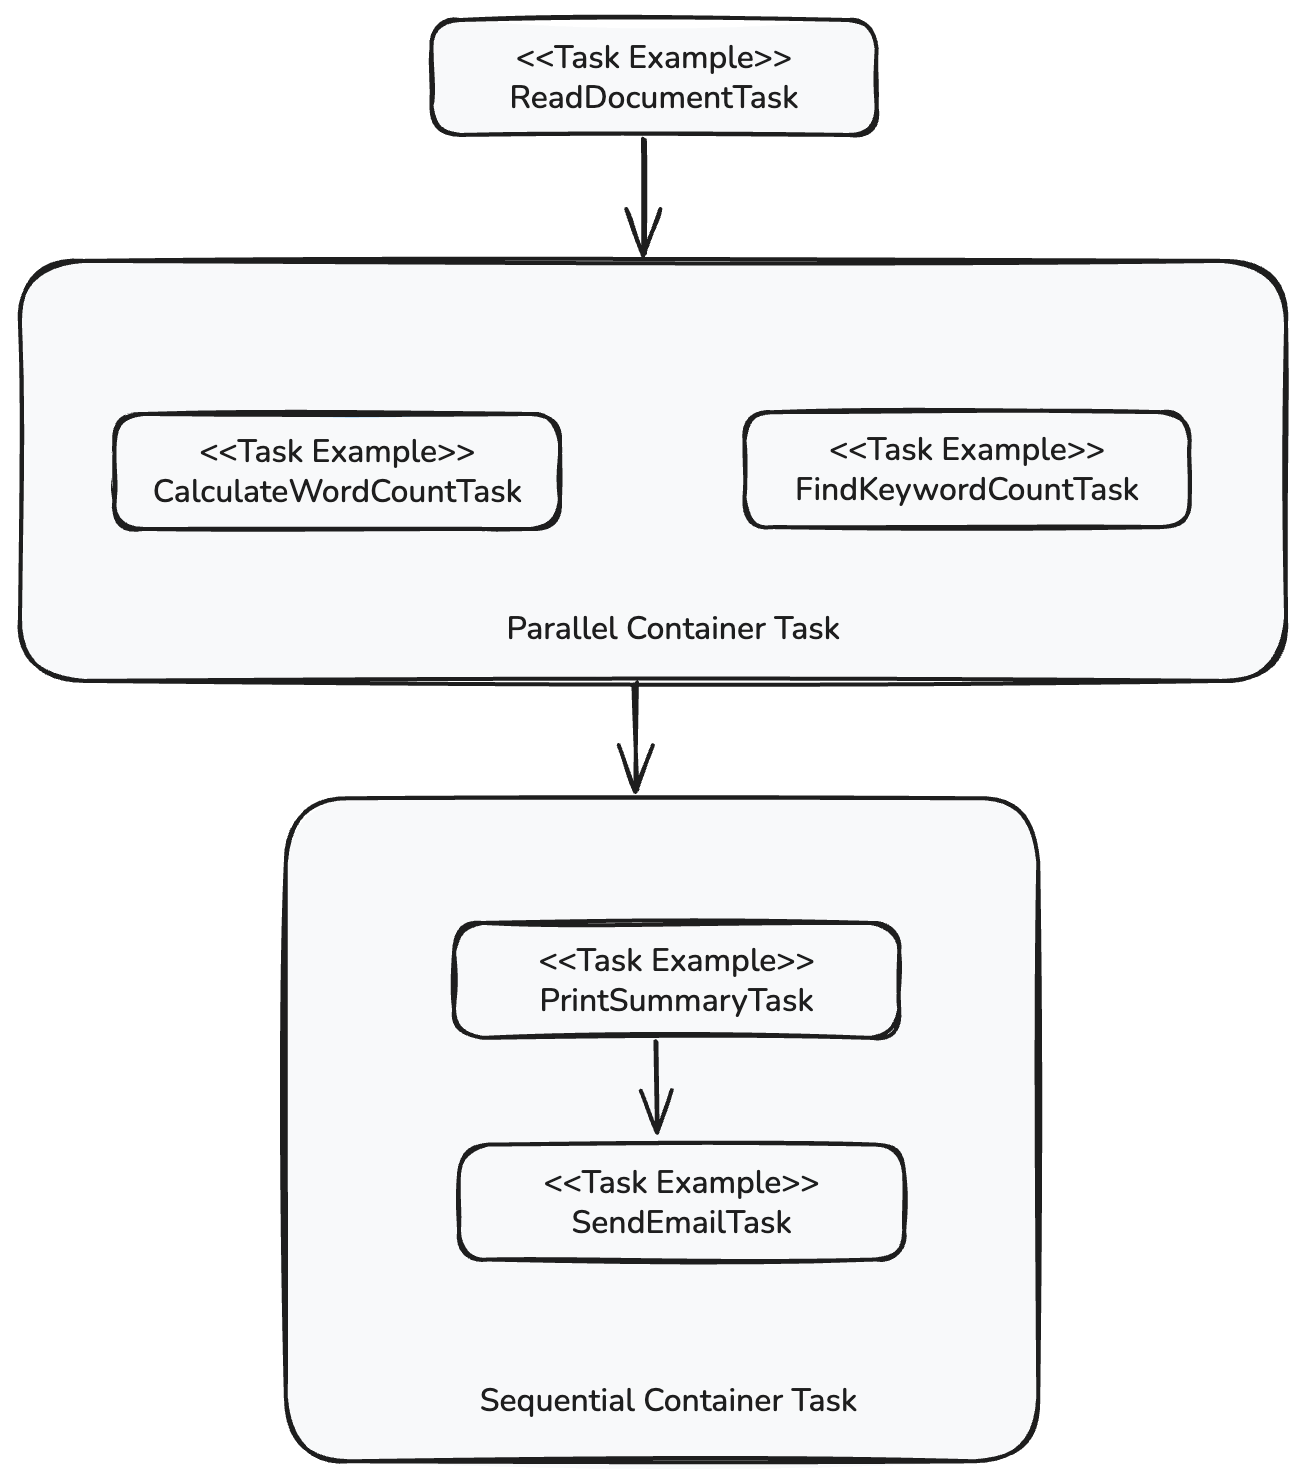 <<Task Example>>
ReadDocumentTask
<<Task Example>>
CalculateWordCountTask
<<Task Example>>
FindKeywordCountTask
Parallel Container Task
<<Task Example>>
PrintSummaryTask
<<Task Example>>
SendEmailTask
Sequential Container Task